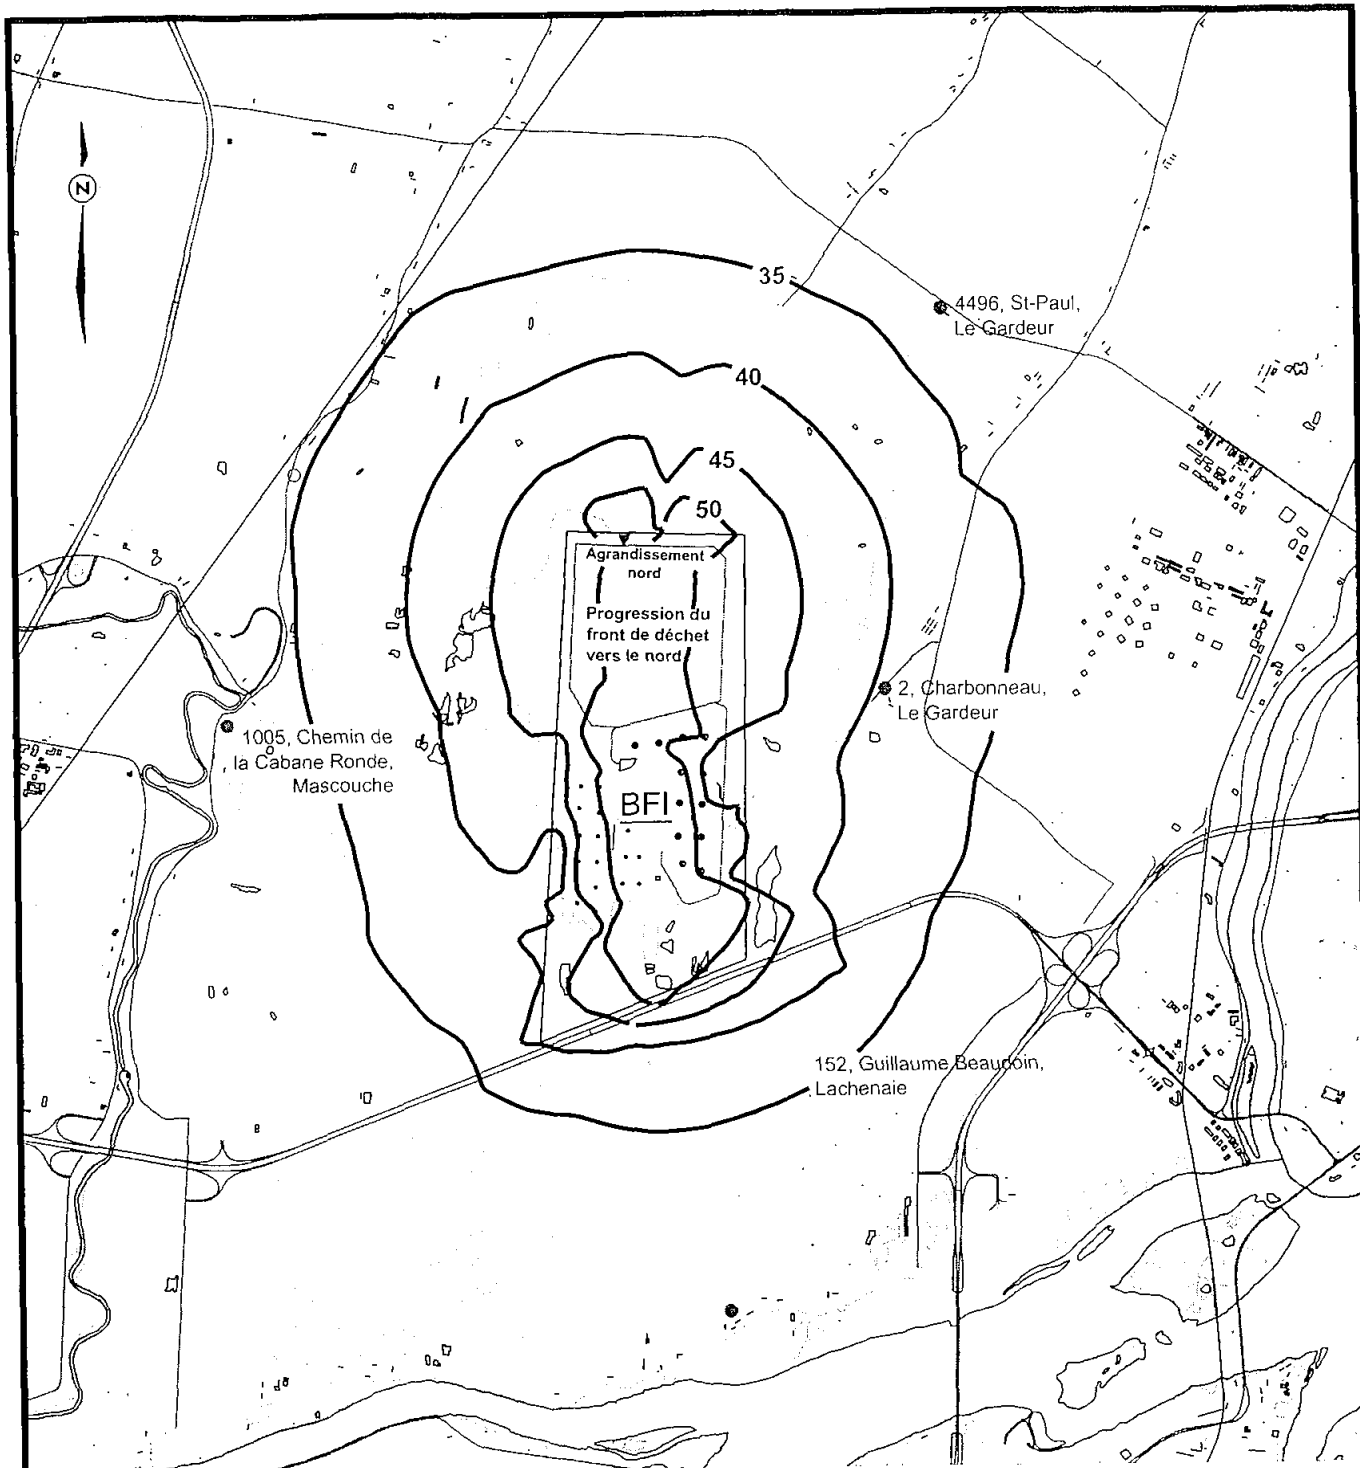 35
N
4496, St-Paul,
Le Gardeur
40
45
50
Agrandissement
nord
Progression du
front de déchet
vers le nord
2, Charbonneau,
Le Gardeur
1005, Chemin de
la Cabane Ronde,
Mascouche
BFI
152, Guillaume Beaudoin,
Lachenaie